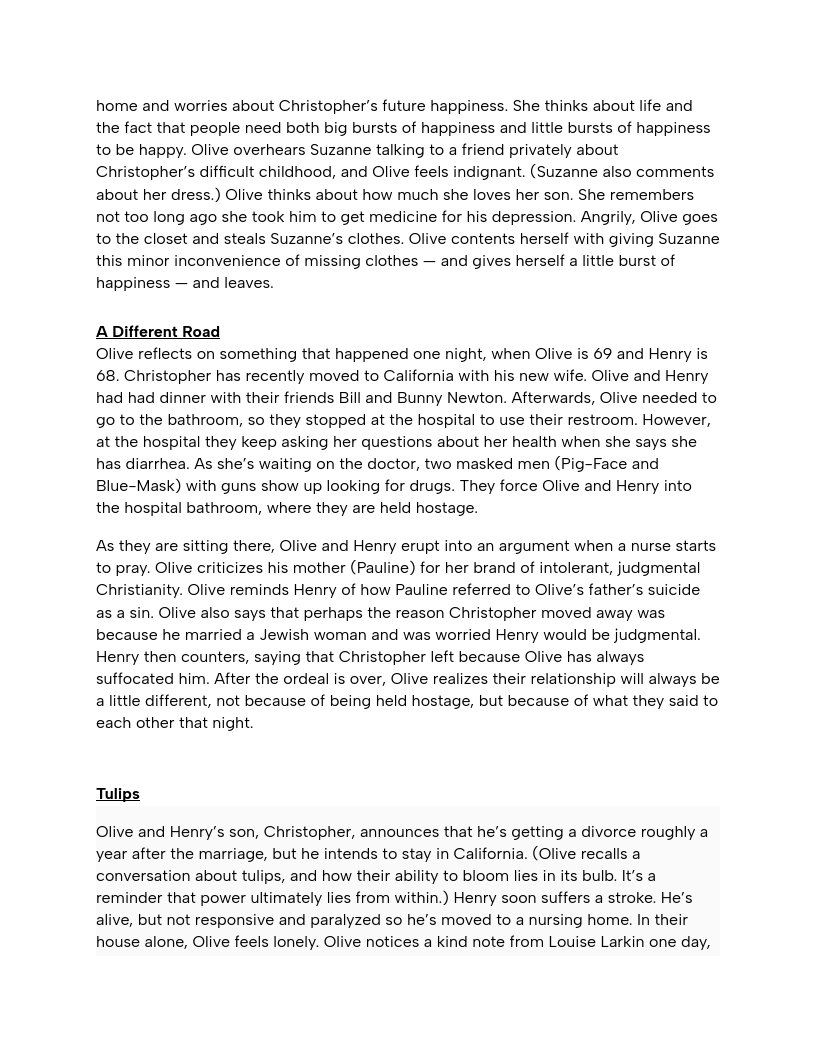 home and worries about Christopher’s future happiness. She thinks about life and
the fact that people need both big bursts of happiness and little bursts of happiness
to be happy. Olive overhears Suzanne talking to a friend privately about
Christopher’s difficult childhood, and Olive feels indignant. (Suzanne also comments
about her dress.) Olive thinks about how much she loves her son. She remembers
not too long ago she took him to get medicine for his depression. Angrily, Olive goes
to the closet and steals Suzanne’s clothes. Olive contents herself with giving Suzanne
this minor inconvenience of missing clothes — and gives herself a little burst of
happiness — and leaves.
A Different Road
Olive reflects on something that happened one night, when Olive is 69 and Henry is
68. Christopher has recently moved to California with his new wife. Olive and Henry
had had dinner with their friends Bill and Bunny Newton. Afterwards, Olive needed to
go to the bathroom, so they stopped at the hospital to use their restroom. However,
at the hospital they keep asking her questions about her health when she says she
has diarrhea. As she’s waiting on the doctor, two masked men (Pig-Face and
Blue-Mask) with guns show up looking for drugs. They force Olive and Henry into
the hospital bathroom, where they are held hostage.
As they are sitting there, Olive and Henry erupt into an argument when a nurse starts
to pray. Olive criticizes his mother (Pauline) for her brand of intolerant, judgmental
Christianity. Olive reminds Henry of how Pauline referred to Olive’s father’s suicide
as a sin. Olive also says that perhaps the reason Christopher moved away was
because he married a Jewish woman and was worried Henry would be judgmental.
Henry then counters, saying that Christopher left because Olive has always
suffocated him. After the ordeal is over, Olive realizes their relationship will always be
a little different, not because of being held hostage, but because of what they said to
each other that night.
Tulips
Olive and Henry’s son, Christopher, announces that he’s getting a divorce roughly a
year after the marriage, but he intends to stay in California. (Olive recalls a
conversation about tulips, and how their ability to bloom lies in its bulb. It’s a
reminder that power ultimately lies from within.) Henry soon suffers a stroke. He’s
alive, but not responsive and paralyzed so he’s moved to a nursing home. In their
house alone, Olive feels lonely. Olive notices a kind note from Louise Larkin one day,